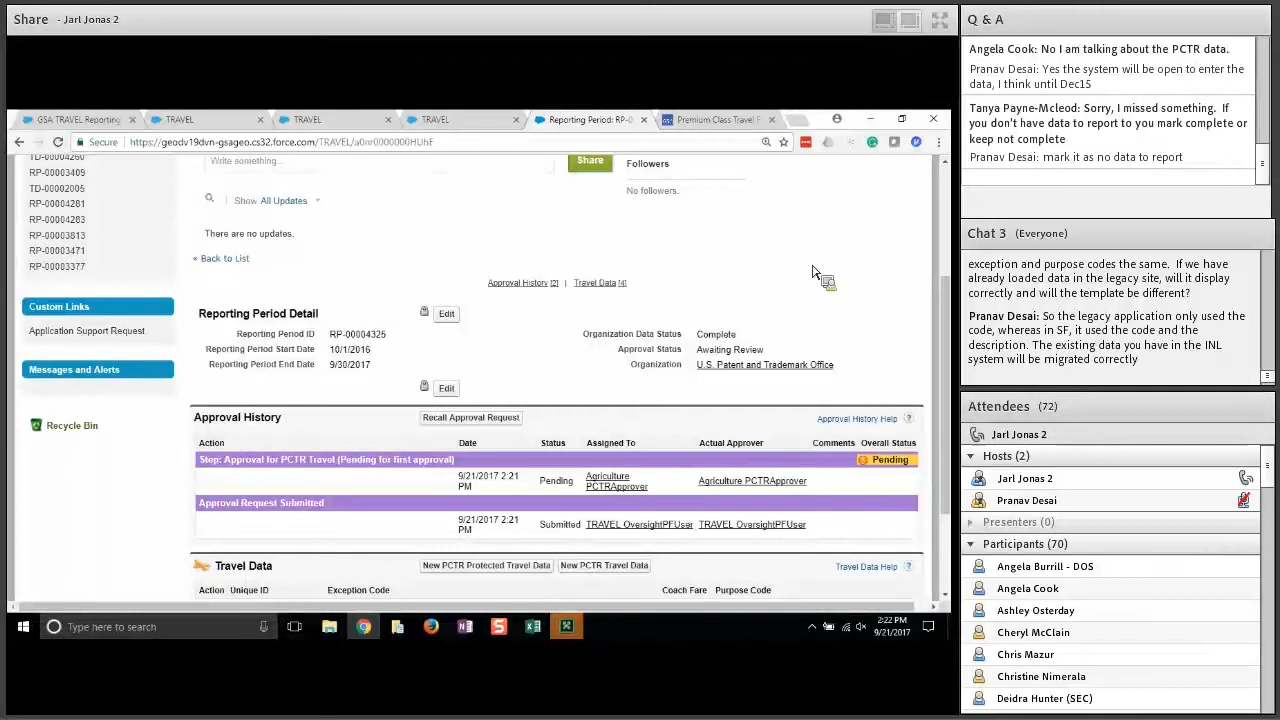 Share - Jarl Jonas 2
GSA TRAVEL Reporting
TRAVEL
TRAVEL
TRAVEL
Reporting Period: RP-0
Premium Class Travel F
Secure
https://geodv19dvn-gsageo.cs32.force.com/TRAVEL/a0nr0000000HUhF
TD-00004260
RP-00003409
TD-00002005
RP-00004281
RP-00004283
RP-00003813
RP-00003471
RP-00003377
Custom Links
Application Support Request
Messages and Alerts
Recycle Bin
Write something...
Share
Followers
No followers.
Show All Updates
There are no updates.
« Back to List
Approval History [2] | Travel Data [4]
Reporting Period Detail
Edit
Reporting Period ID RP-00004325
Organization Data Status Complete
Reporting Period Start Date 10/1/2016
Approval Status Awaiting Review
Reporting Period End Date 9/30/2017
Organization U.S. Patent and Trademark Office
Edit
Approval History
Recall Approval Request
Approval History Help ?
Action Date Status Assigned To Actual Approver Comments Overall Status
Step: Approval for PCTR Travel (Pending for first approval)
Pending
9/21/2017 2:21 PM Pending Agriculture PCTRApprover Agriculture PCTRApprover
Approval Request Submitted
9/21/2017 2:21 PM Submitted TRAVEL OversightPFUser TRAVEL OversightPFUser
Travel Data
New PCTR Protected Travel Data
New PCTR Travel Data
Travel Data Help ?
Action Unique ID Exception Code Coach Fare Purpose Code
Type here to search
2:22 PM
9/21/2017
Q & A
Angela Cook: No I am talking about the PCTR data.
Pranav Desai: Yes the system will be open to enter the
data, I think until Dec15
Tanya Payne-Mcleod: Sorry, I missed something. If
you don't have data to report to you mark complete or
keep not complete
Pranav Desai: mark it as no data to report
Chat 3 (Everyone)
exception and purpose codes the same. If we have
already loaded data in the legacy site, will it display
correctly and will the template be different?
Pranav Desai: So the legacy application only used the
code, whereas in SF, it used the code and the
description. The existing data you have in the INL
system will be migrated correctly
Attendees (72)
Jarl Jonas 2
Hosts (2)
Jarl Jonas 2
Pranav Desai
Presenters (0)
Participants (70)
Angela Burrill - DOS
Angela Cook
Ashley Osterday
Cheryl McClain
Chris Mazur
Christine Nimerala
Deidra Hunter (SEC)